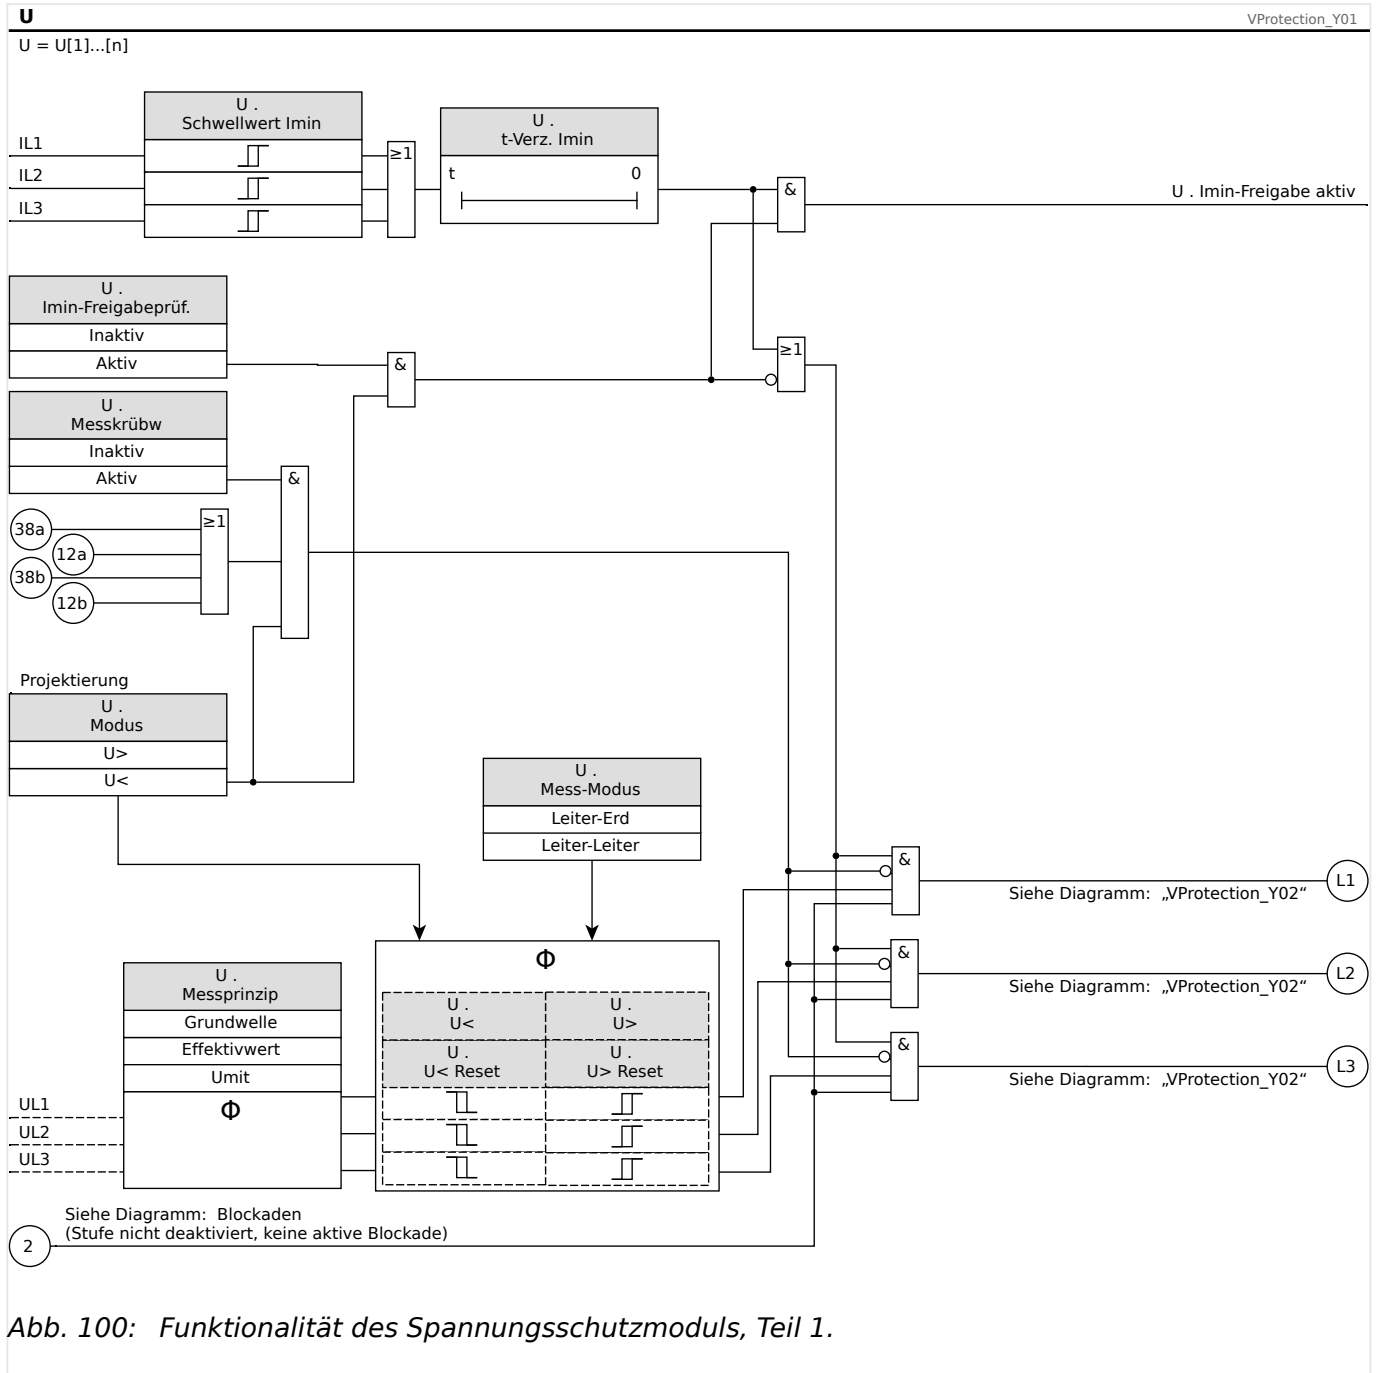 U
VProtection_Y01
U = U[1]...[n]
U .
Schwellwert Imin
IL1
IL2
IL3
≥1
U .
t-Verz. Imin
t
0
&
U . Imin-Freigabe aktiv
U .
Imin-Freigabeprüf.
Inaktiv
Aktiv
&
≥1
U .
Messkrübw
Inaktiv
Aktiv
&
38a
12a
38b
12b
≥1
Projektierung
U .
Modus
U>
U<
U .
Mess-Modus
Leiter-Erd
Leiter-Leiter
&
L1
Siehe Diagramm: „VProtection_Y02“
&
L2
Siehe Diagramm: „VProtection_Y02“
&
L3
Siehe Diagramm: „VProtection_Y02“
U .
Messprinzip
Grundwelle
Effektivwert
Umit
Φ
UL1
UL2
UL3
Φ
U .
U<
U .
U>
U .
U< Reset
U .
U> Reset
Siehe Diagramm: Blockaden
(Stufe nicht deaktiviert, keine aktive Blockade)
2
Abb. 100: Funktionalität des Spannungsschutzmoduls, Teil 1.